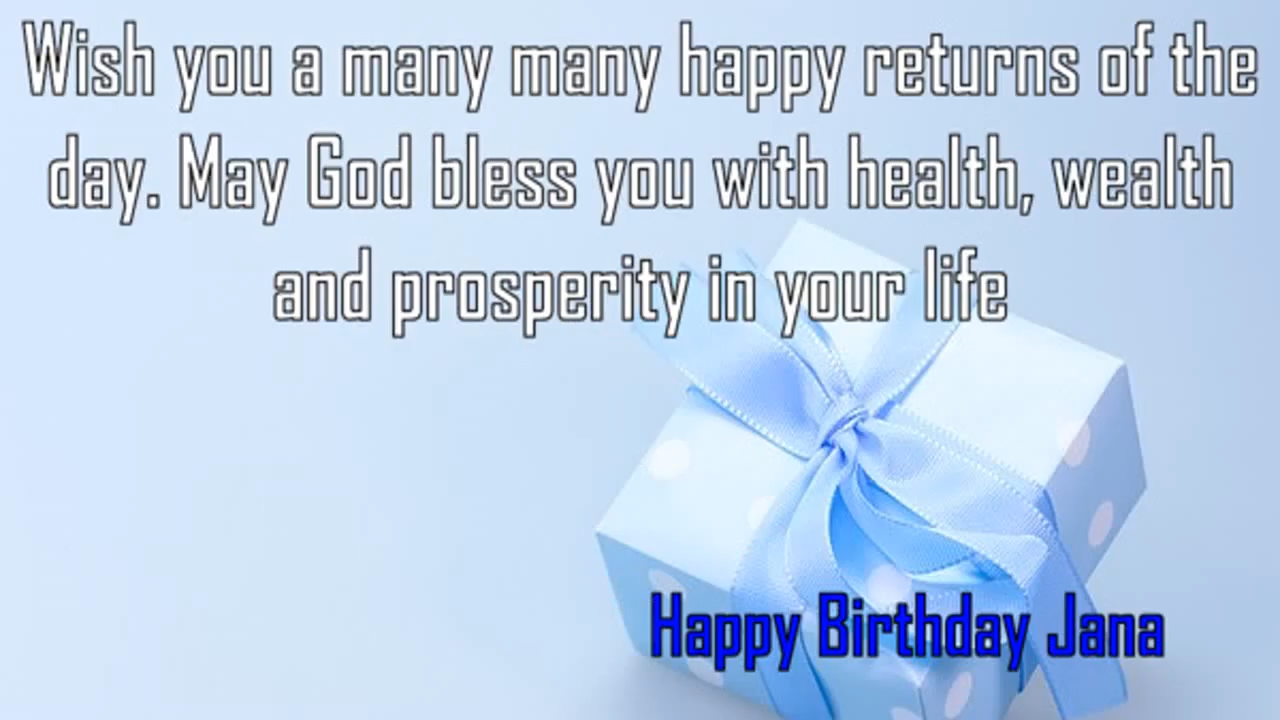 Wish you a many many happy returns of the
day. May God bless you with health, wealth
and prosperity in your life
Happy Birthday Jana